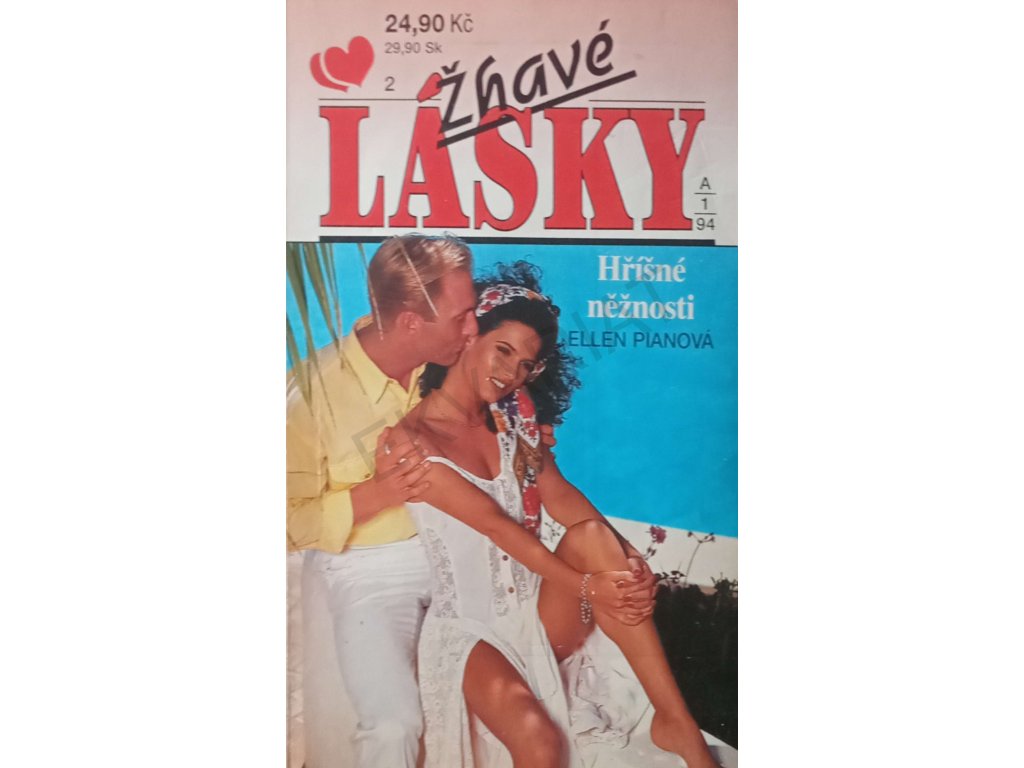 24,90 Kč
29,90 Sk
2
žhavé
LÁSKY
A
1
94
Hříšné
něžnosti
ELLEN PIANOVÁ